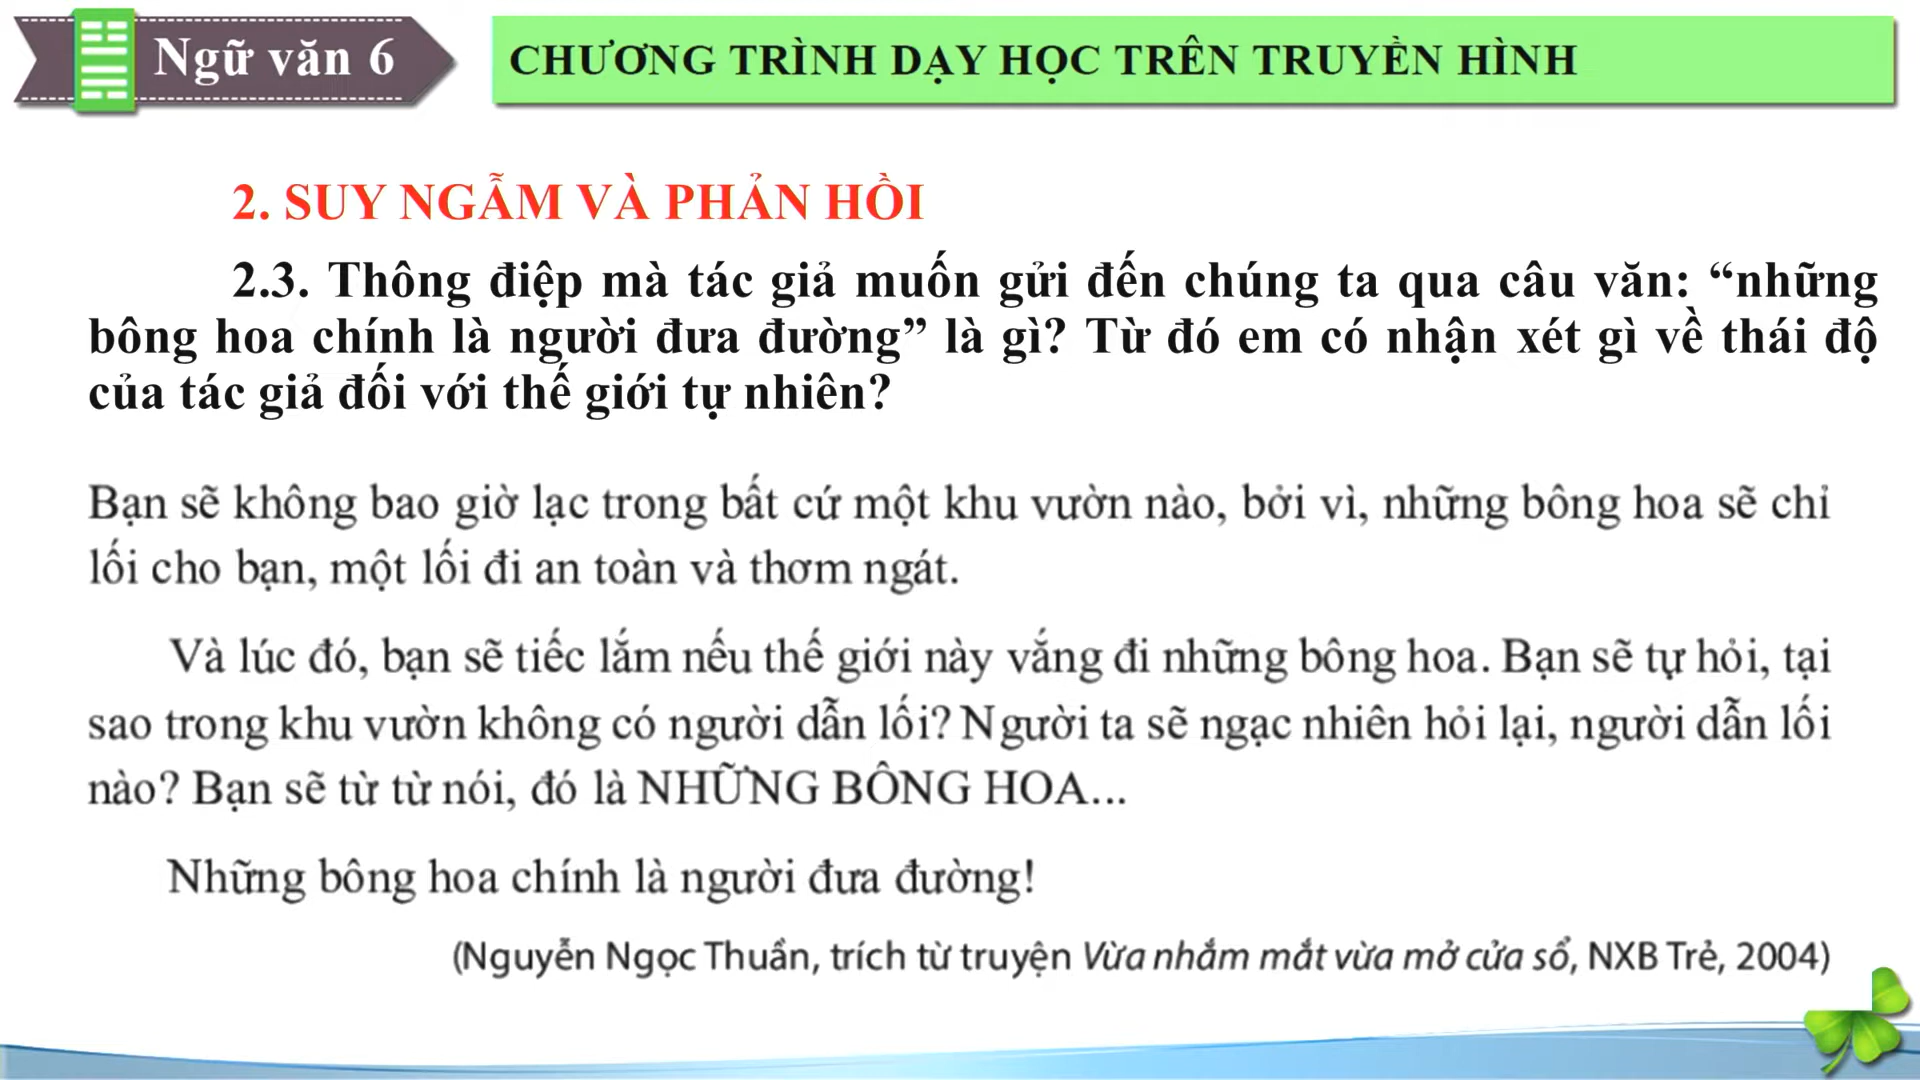 Ngữ văn 6
CHƯƠNG TRÌNH DẠY HỌC TRÊN TRUYỀN HÌNH
2. SUY NGẪM VÀ PHẢN HỒI
2.3. Thông điệp mà tác giả muốn gửi đến chúng ta qua câu văn: “những
bông hoa chính là người đưa đường” là gì? Từ đó em có nhận xét gì về thái độ
của tác giả đối với thế giới tự nhiên?
Bạn sẽ không bao giờ lạc trong bất cứ một khu vườn nào, bởi vì, những bông hoa sẽ chỉ
lối cho bạn, một lối đi an toàn và thơm ngát.
Và lúc đó, bạn sẽ tiếc lắm nếu thế giới này vắng đi những bông hoa. Bạn sẽ tự hỏi, tại
sao trong khu vườn không có người dẫn lối? Người ta sẽ ngạc nhiên hỏi lại, người dẫn lối
nào? Bạn sẽ từ từ nói, đó là NHỮNG BÔNG HOA...
Những bông hoa chính là người đưa đường!
(Nguyễn Ngọc Thuần, trích từ truyện Vừa nhắm mắt vừa mở cửa sổ, NXB Trẻ, 2004)